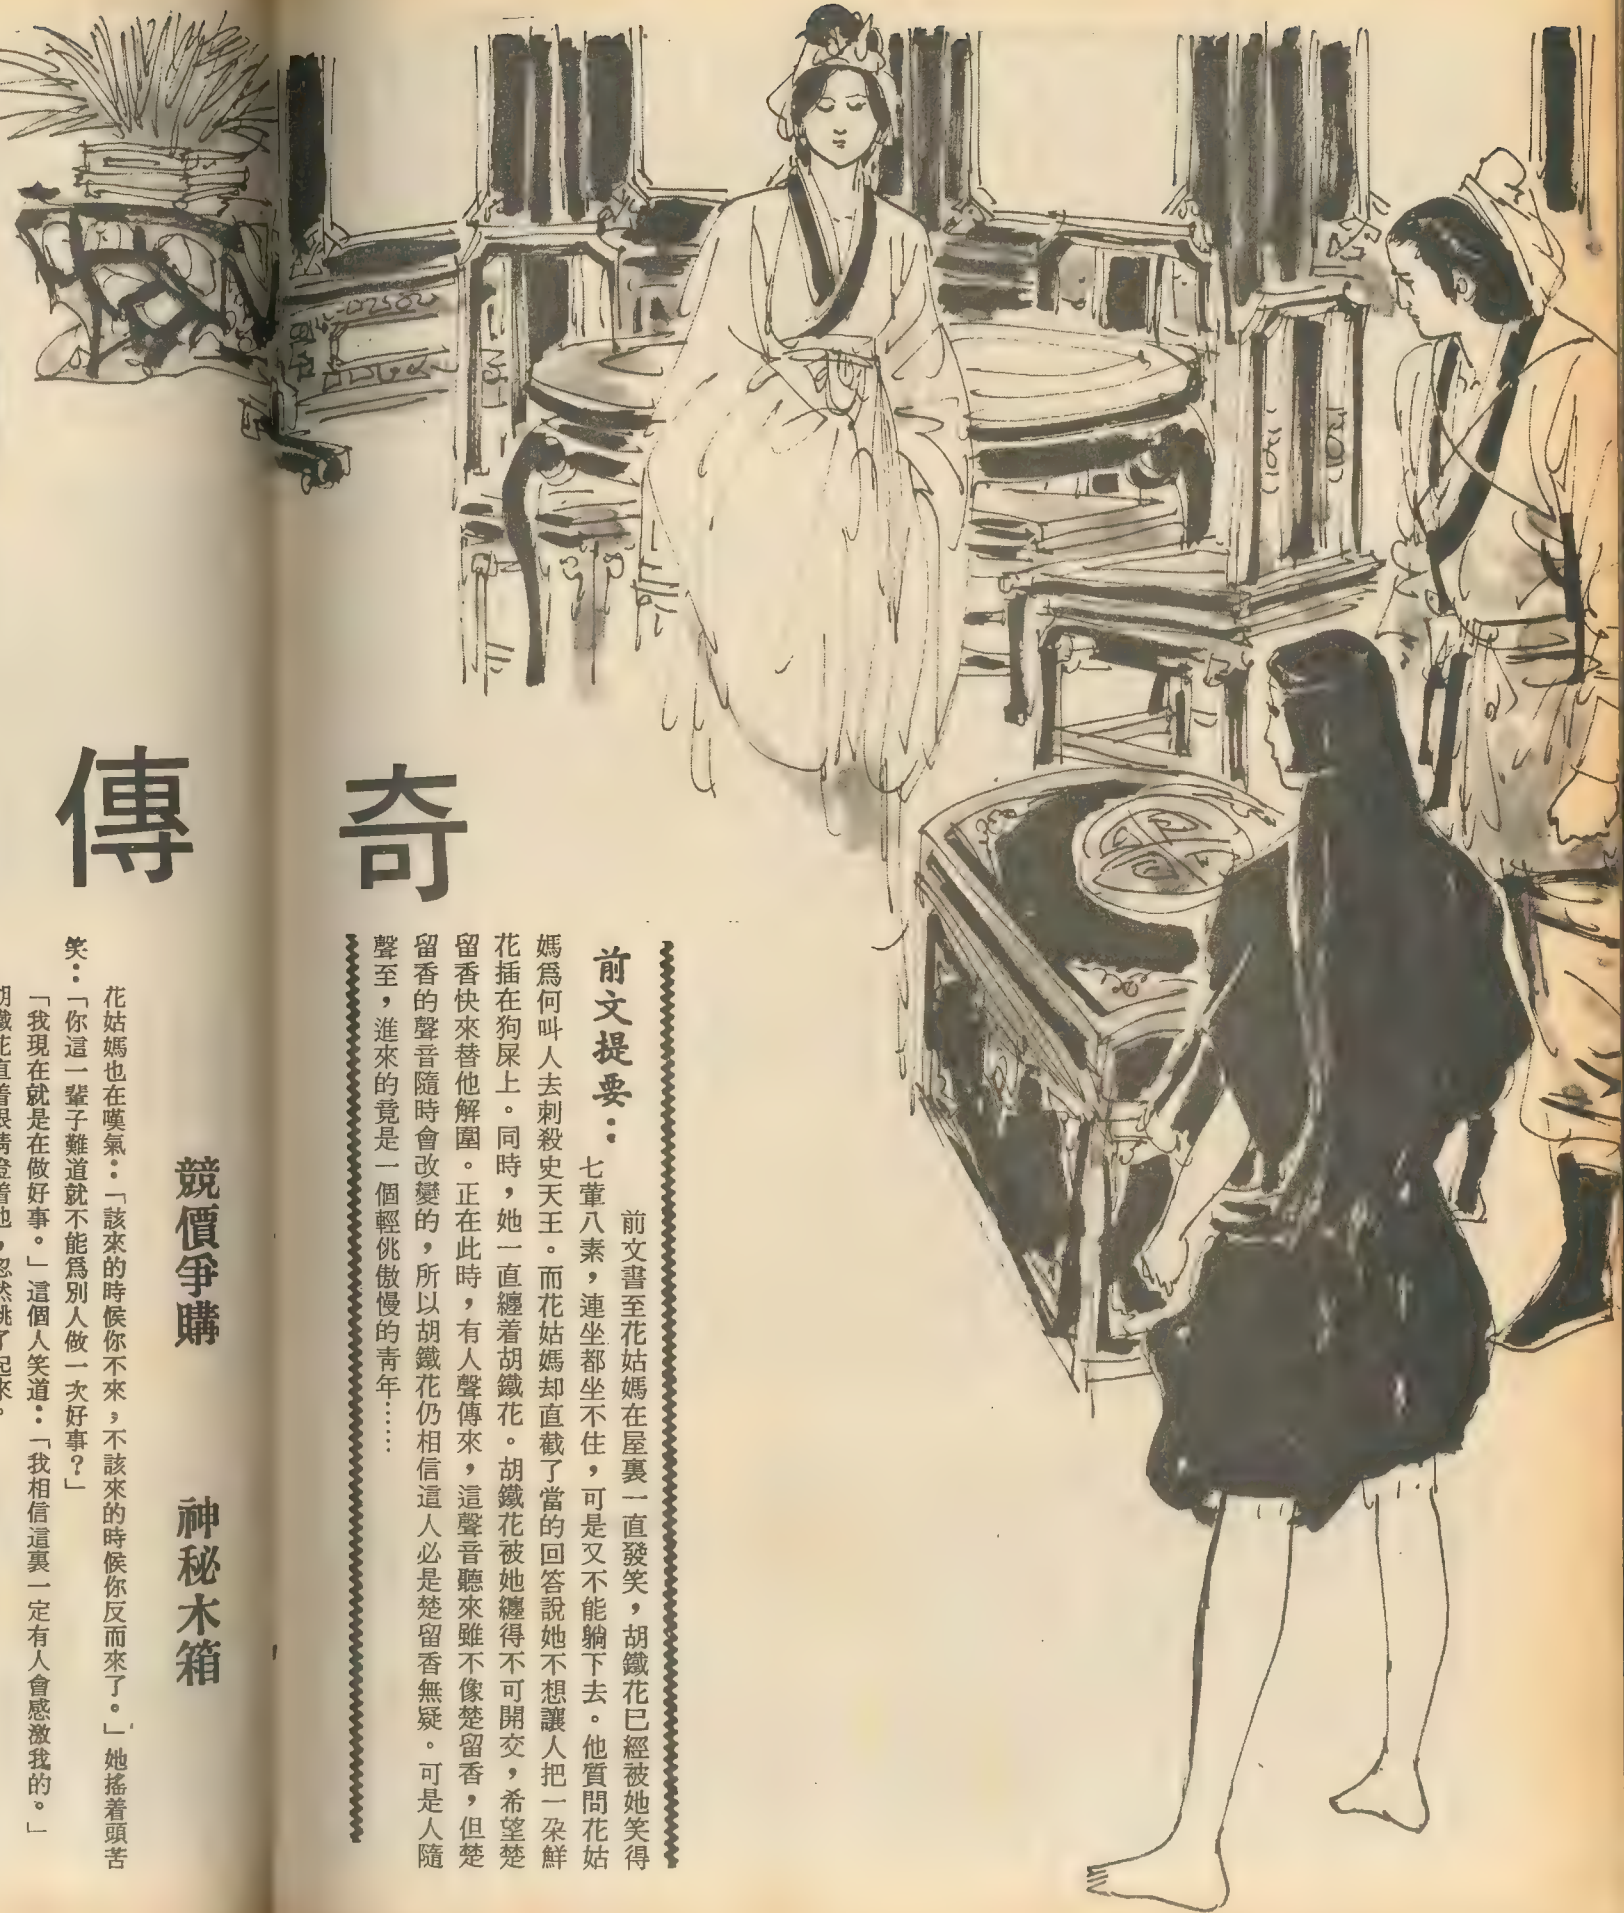 奇
傳
前文提要：
前文書至花姑媽在屋裏一直發笑，胡鐵花已經被她笑得
七葷八素，連坐都坐不住，可是又不能躺下去。他質問花姑
媽爲何叫人去刺殺史天王。而花姑媽却直截了當的回答說她不想讓人把一朵鮮
花插在狗屎上。同時，她一直纏着胡鐵花。胡鐵花被她纏得不可開交，希望楚
留香快來替他解圍。正在此時，有人聲傳來，這聲音聽來雖不像楚留香，但楚
留香的聲音隨時會改變的，所以胡鐵花仍相信這人必是楚留香無疑。可是人隨
聲至，進來的竟是一個輕佻傲慢的青年……
競價爭購　神秘木箱
花姑媽也在嘆氣：「該來的時候你不來，不該來的時候你反而來了。」她搖着頭苦
笑：「你這一輩子難道就不能爲別人做一次好事？」
「我現在就是在做好事。」這個人笑道：「我相信這裏一定有人會感激我的。」